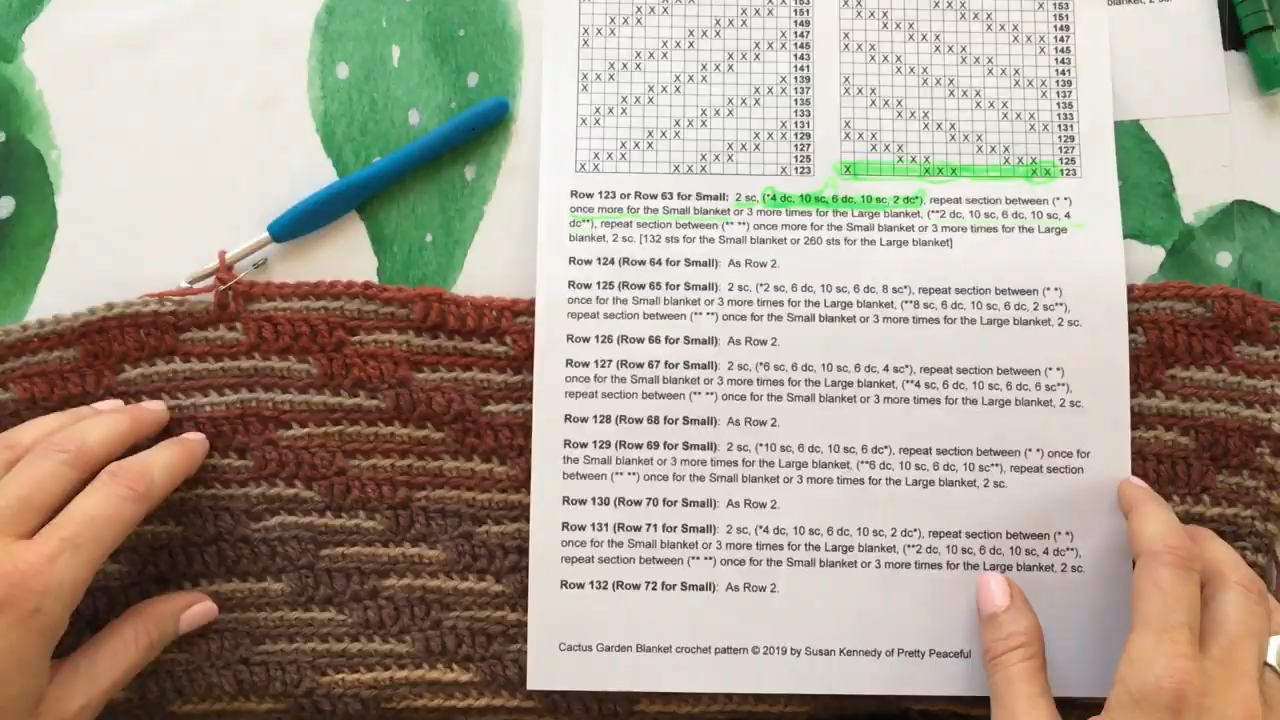 blanket, 2 sc.
153
151
149
147
145
143
141
139
137
135
133
131
129
127
125
123
153
151
149
147
145
143
141
139
137
135
133
131
129
127
125
123
Row 123 or Row 63 for Small: 2 sc, (*4 dc, 10 sc, 6 dc, 10 sc, 2 dc*), repeat section between (* *)
once more for the Small blanket or 3 more times for the Large blanket, (**2 dc, 10 sc, 6 dc, 10 sc, 4
dc**), repeat section between (** **) once more for the Small blanket or 3 more times for the Large
blanket, 2 sc. [132 sts for the Small blanket or 260 sts for the Large blanket]
Row 124 (Row 64 for Small): As Row 2.
Row 125 (Row 65 for Small): 2 sc, (*2 sc, 6 dc, 10 sc, 6 dc, 8 sc*), repeat section between (* *)
once for the Small blanket or 3 more times for the Large blanket, (**8 sc, 6 dc, 10 sc, 6 dc, 2 sc**),
repeat section between (** **) once for the Small blanket or 3 more times for the Large blanket, 2 sc.
Row 126 (Row 66 for Small): As Row 2.
Row 127 (Row 67 for Small): 2 sc, (*6 sc, 6 dc, 10 sc, 6 dc, 4 sc*), repeat section between (* *)
once for the Small blanket or 3 more times for the Large blanket, (**4 sc, 6 dc, 10 sc, 6 dc, 6 sc**),
repeat section between (** **) once for the Small blanket or 3 more times for the Large blanket, 2 sc.
Row 128 (Row 68 for Small): As Row 2.
Row 129 (Row 69 for Small): 2 sc, (*10 sc, 6 dc, 10 sc, 6 dc*), repeat section between (* *) once for
the Small blanket or 3 more times for the Large blanket, (**6 dc, 10 sc, 6 dc, 10 sc**), repeat section
between (** **) once for the Small blanket or 3 more times for the Large blanket, 2 sc.
Row 130 (Row 70 for Small): As Row 2.
Row 131 (Row 71 for Small): 2 sc, (*4 dc, 10 sc, 6 dc, 10 sc, 2 dc*), repeat section between (* *)
once for the Small blanket or 3 more times for the Large blanket, (**2 dc, 10 sc, 6 dc, 10 sc, 4 dc**),
repeat section between (** **) once for the Small blanket or 3 more times for the Large blanket, 2 sc.
Row 132 (Row 72 for Small): As Row 2.
Cactus Garden Blanket crochet pattern © 2019 by Susan Kennedy of Pretty Peaceful